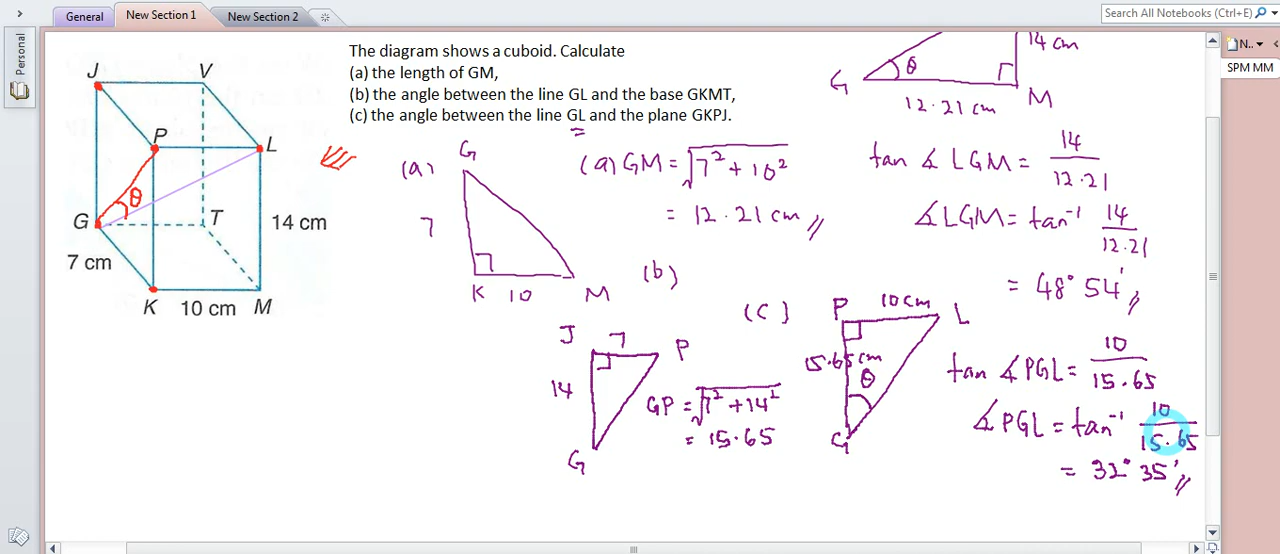 General
New Section 1
New Section 2
Search All Notebooks (Ctrl+E)
Personal
N..
SPM MM
The diagram shows a cuboid. Calculate
(a) the length of GM,
(b) the angle between the line GL and the base GKMT,
(c) the angle between the line GL and the plane GKPJ.
J
V
P
L
θ
G
T
14 cm
7 cm
K
10 cm
M
(a)
G
7
K
10
M
(a) GM = √7² + 10²
= 12.21 cm //
(b)
14 cm
G
θ
M
12.21 cm
tan ∡ LGM = 14/12.21
∡LGM = tan⁻¹ 14/12.21
= 48° 54' //
J
7
P
14
G
GP = √7² + 14²
= 15.65
(c)
P
10cm
L
15.65cm
θ
G
tan ∡PGL = 10/15.65
∡PGL = tan⁻¹ 10/15.65
= 32° 35' //